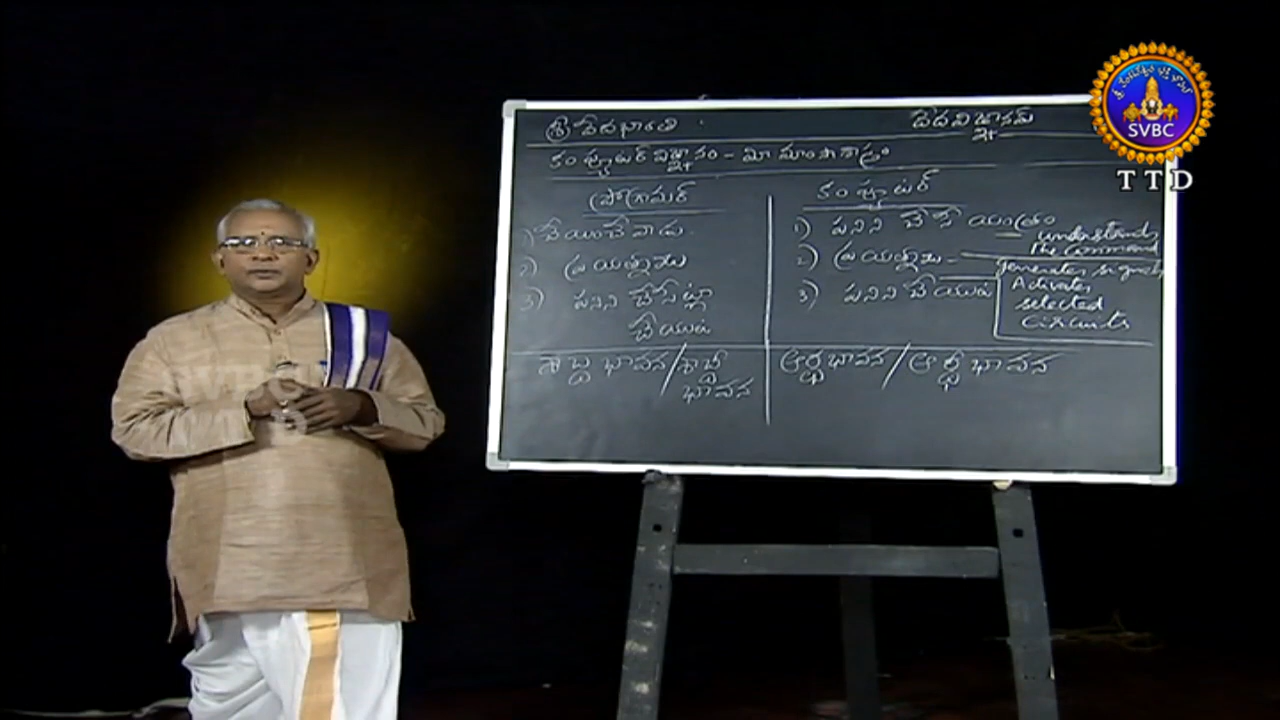 శ్రీ వేదభారతి
వేదవిజ్ఞానమ్
కంప్యూటర్ విజ్ఞానం - మీమాంసాశాస్త్రం
ప్రోగ్రామర్
కంప్యూటర్
1) చేయించేవాడు.
2) ప్రయత్నము
3) పనిని చేసేట్లు
చేయుట
1) పనిని చేసే యంత్రం
2) ప్రయత్నము -
understands
the command
generates signals
Activates
selected
circuits
3) పనిని చేయుట
శాబ్ద భావన/శాబ్దీ
భావన
ఆర్థభావన/ఆర్థీ భావన
SVBC
TTD